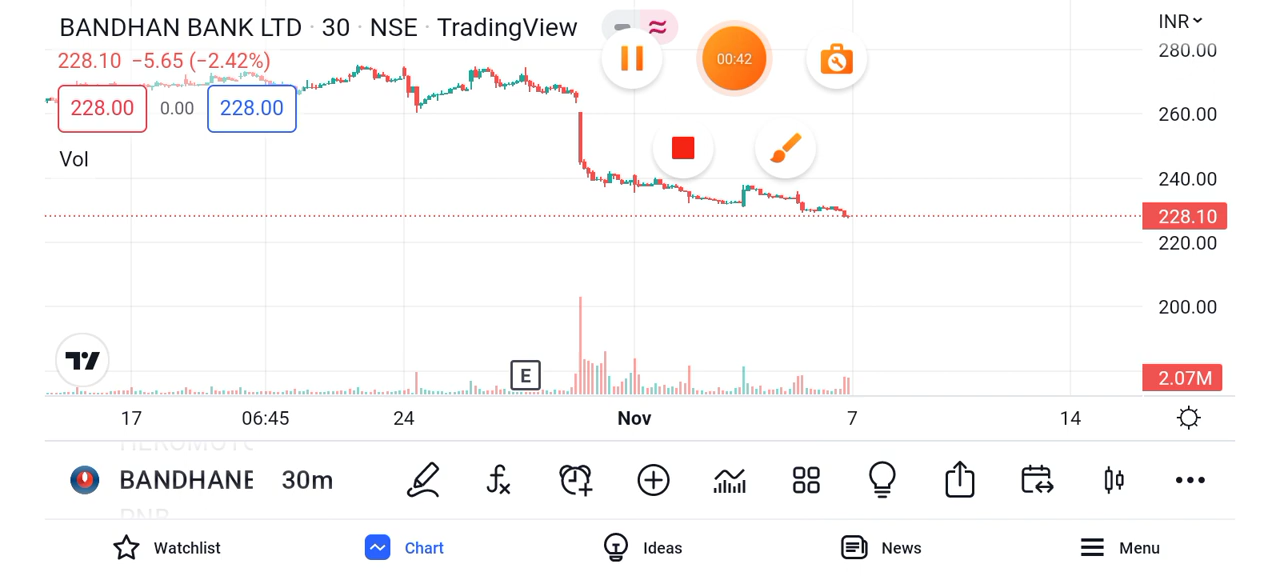 BANDHAN BANK LTD · 30 · NSE · TradingView
INR
228.10 −5.65 (−2.42%)
00:42
280.00
228.00 0.00 228.00
260.00
Vol
240.00
228.10
220.00
200.00
E
2.07M
17 06:45 24 Nov 7 14
BANDHANB 30m
PNB
Watchlist Chart Ideas News Menu